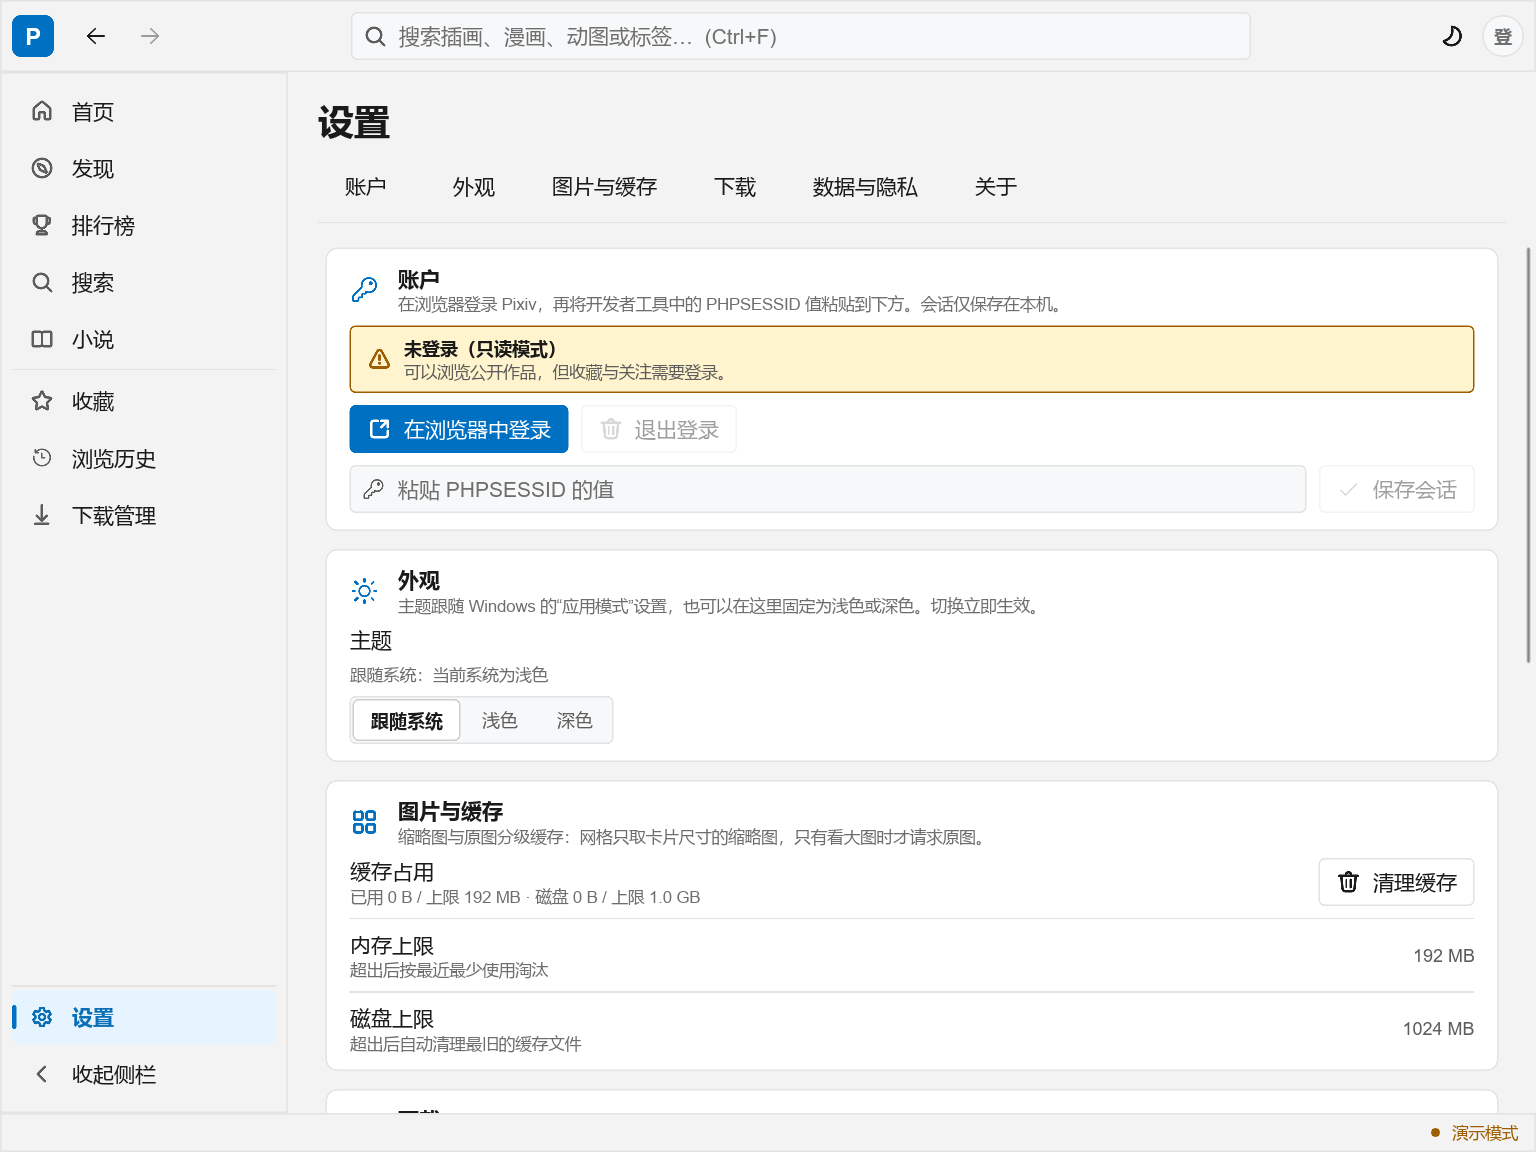 P
搜索插画、漫画、动图或标签… (Ctrl+F)
登
首页
发现
排行榜
搜索
小说
收藏
浏览历史
下载管理
设置
收起侧栏
设置
账户 外观 图片与缓存 下载 数据与隐私 关于
账户
在浏览器登录 Pixiv，再将开发者工具中的 PHPSESSID 值粘贴到下方。会话仅保存在本机。
未登录（只读模式）
可以浏览公开作品，但收藏与关注需要登录。
在浏览器中登录 退出登录
粘贴 PHPSESSID 的值 保存会话
外观
主题跟随 Windows 的“应用模式”设置，也可以在这里固定为浅色或深色。切换立即生效。
主题
跟随系统：当前系统为浅色
跟随系统 浅色 深色
图片与缓存
缩略图与原图分级缓存：网格只取卡片尺寸的缩略图，只有看大图时才请求原图。
缓存占用
已用 0 B / 上限 192 MB · 磁盘 0 B / 上限 1.0 GB
清理缓存
内存上限
超出后按最近最少使用淘汰
192 MB
磁盘上限
超出后自动清理最旧的缓存文件
1024 MB
演示模式